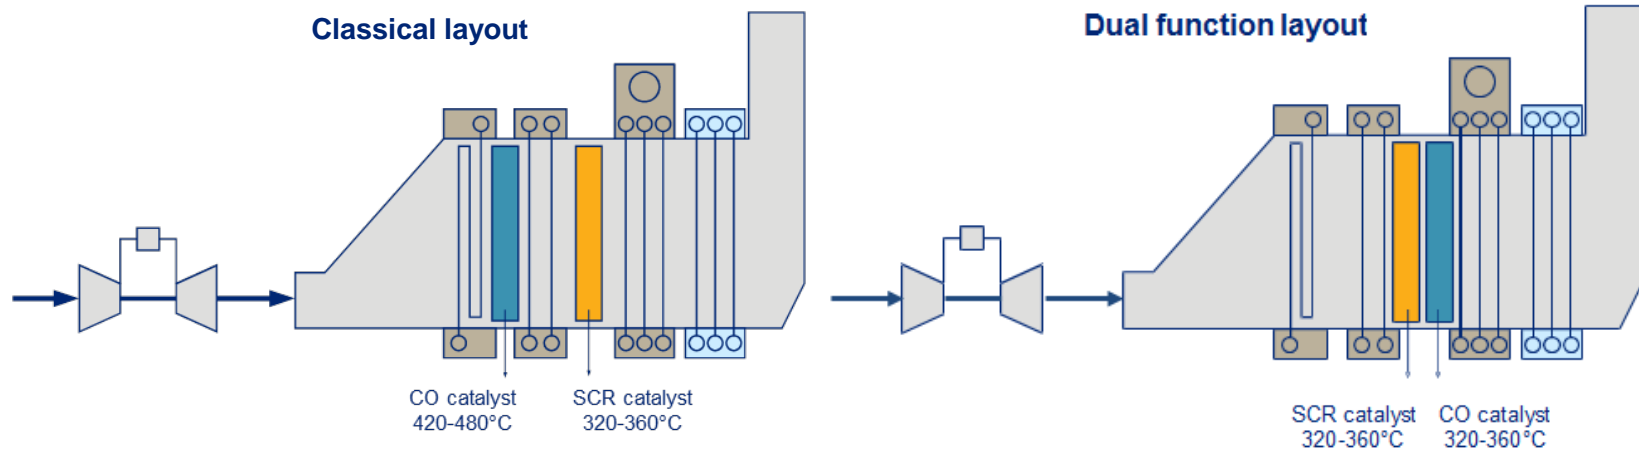 Classical layout
CO catalyst
420-480°C
SCR catalyst
320-360°C
Dual function layout
SCR catalyst
320-360°C
CO catalyst
320-360°C